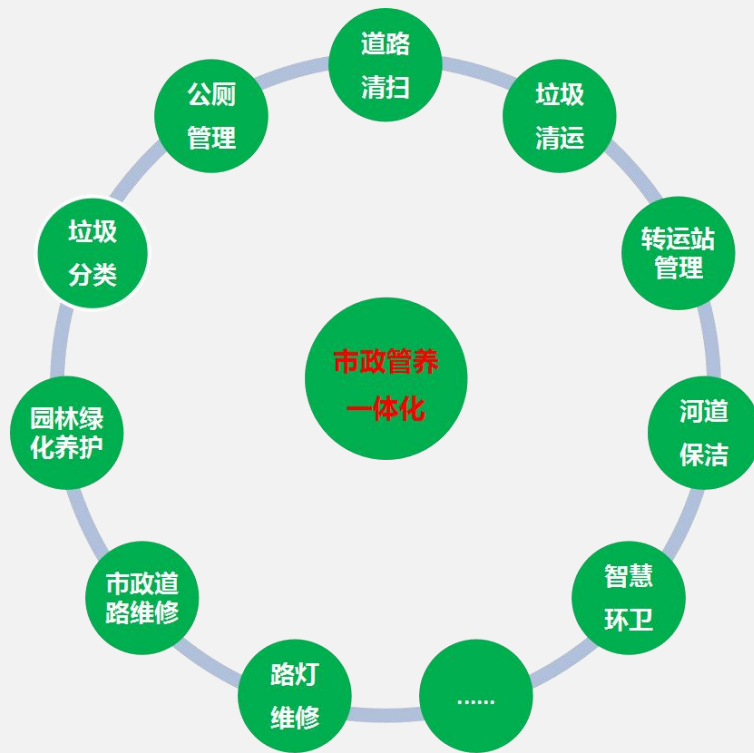 道路
清扫
垃圾
清运
转运站
管理
河道
保洁
智慧
环卫
......
路灯
维修
市政道
路维修
园林绿
化养护
垃圾
分类
公厕
管理
市政管养
一体化